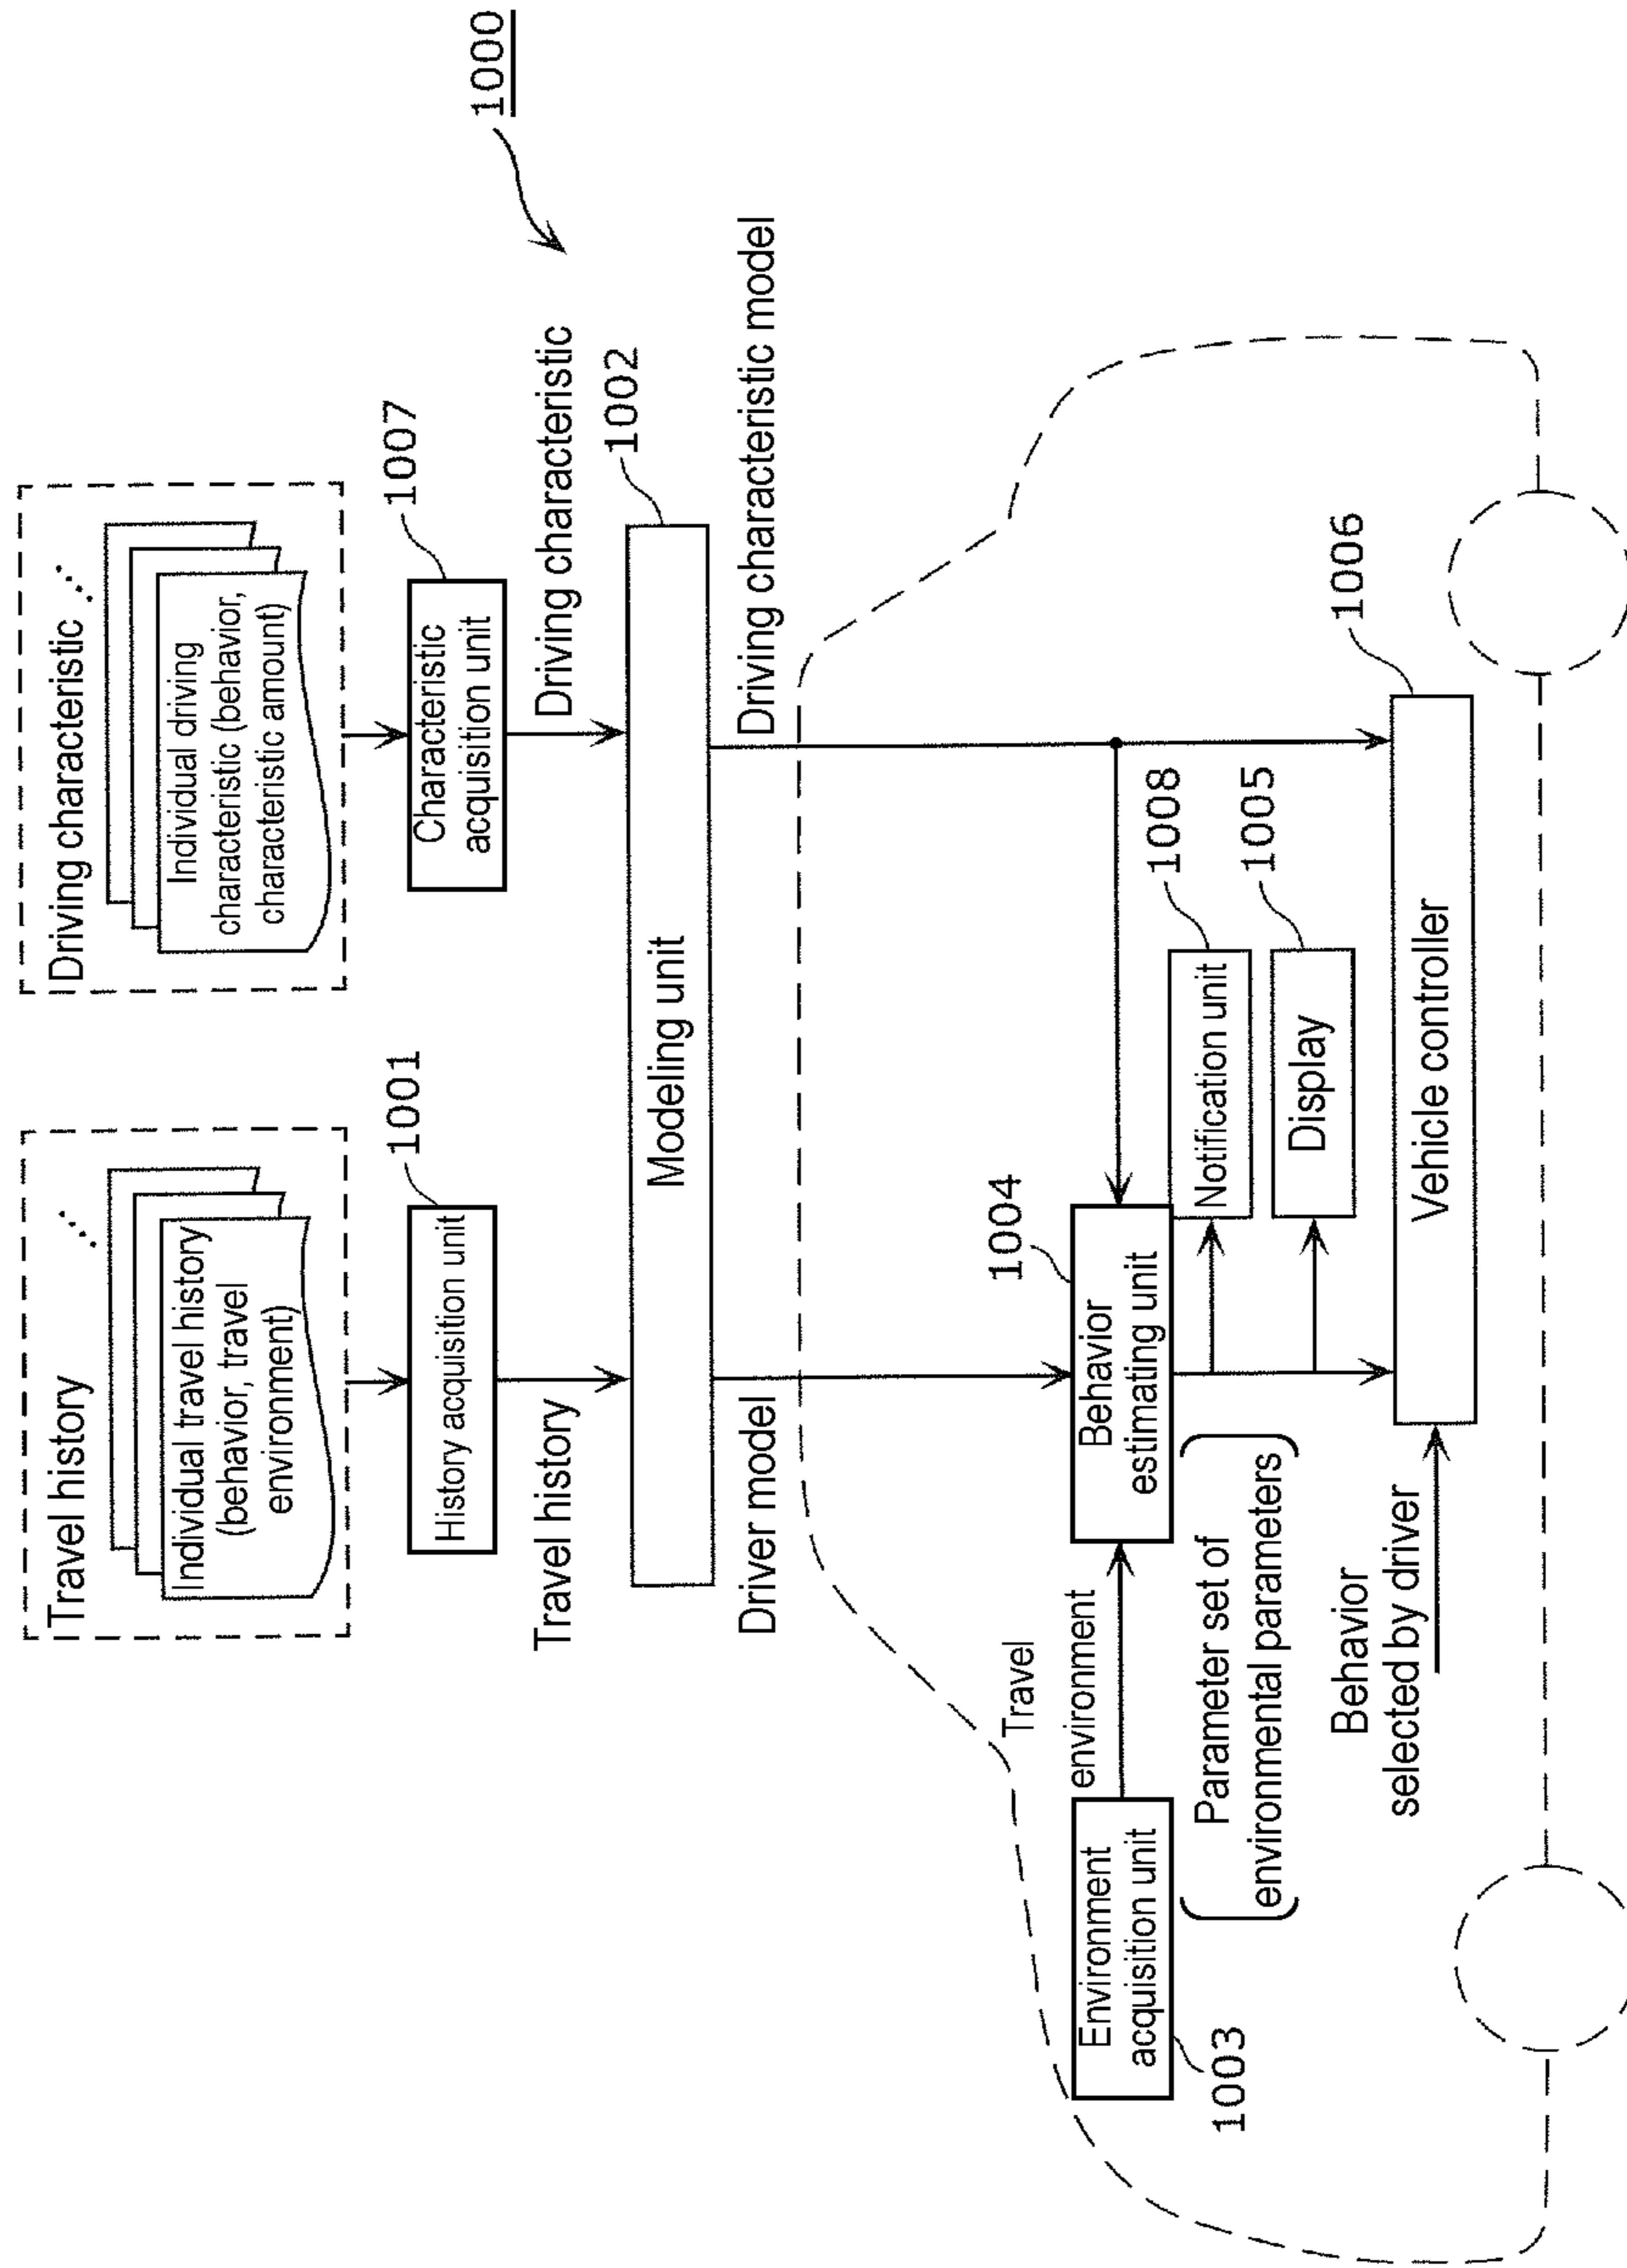 1000
Travel history
Individual travel history
(behavior, travel
environment)
Driving characteristic
Individual driving
characteristic (behavior,
characteristic amount)
History acquisition unit
1001
Characteristic
acquisition unit
1007
Travel history
Driving characteristic
Modeling unit
1002
Driver model
Driving characteristic model
Environment
acquisition unit
1003
Travel
environment
Behavior
estimating unit
1004
Parameter set of
environmental parameters
Notification unit
1008
Display
1005
Behavior
selected by driver
Vehicle controller
1006